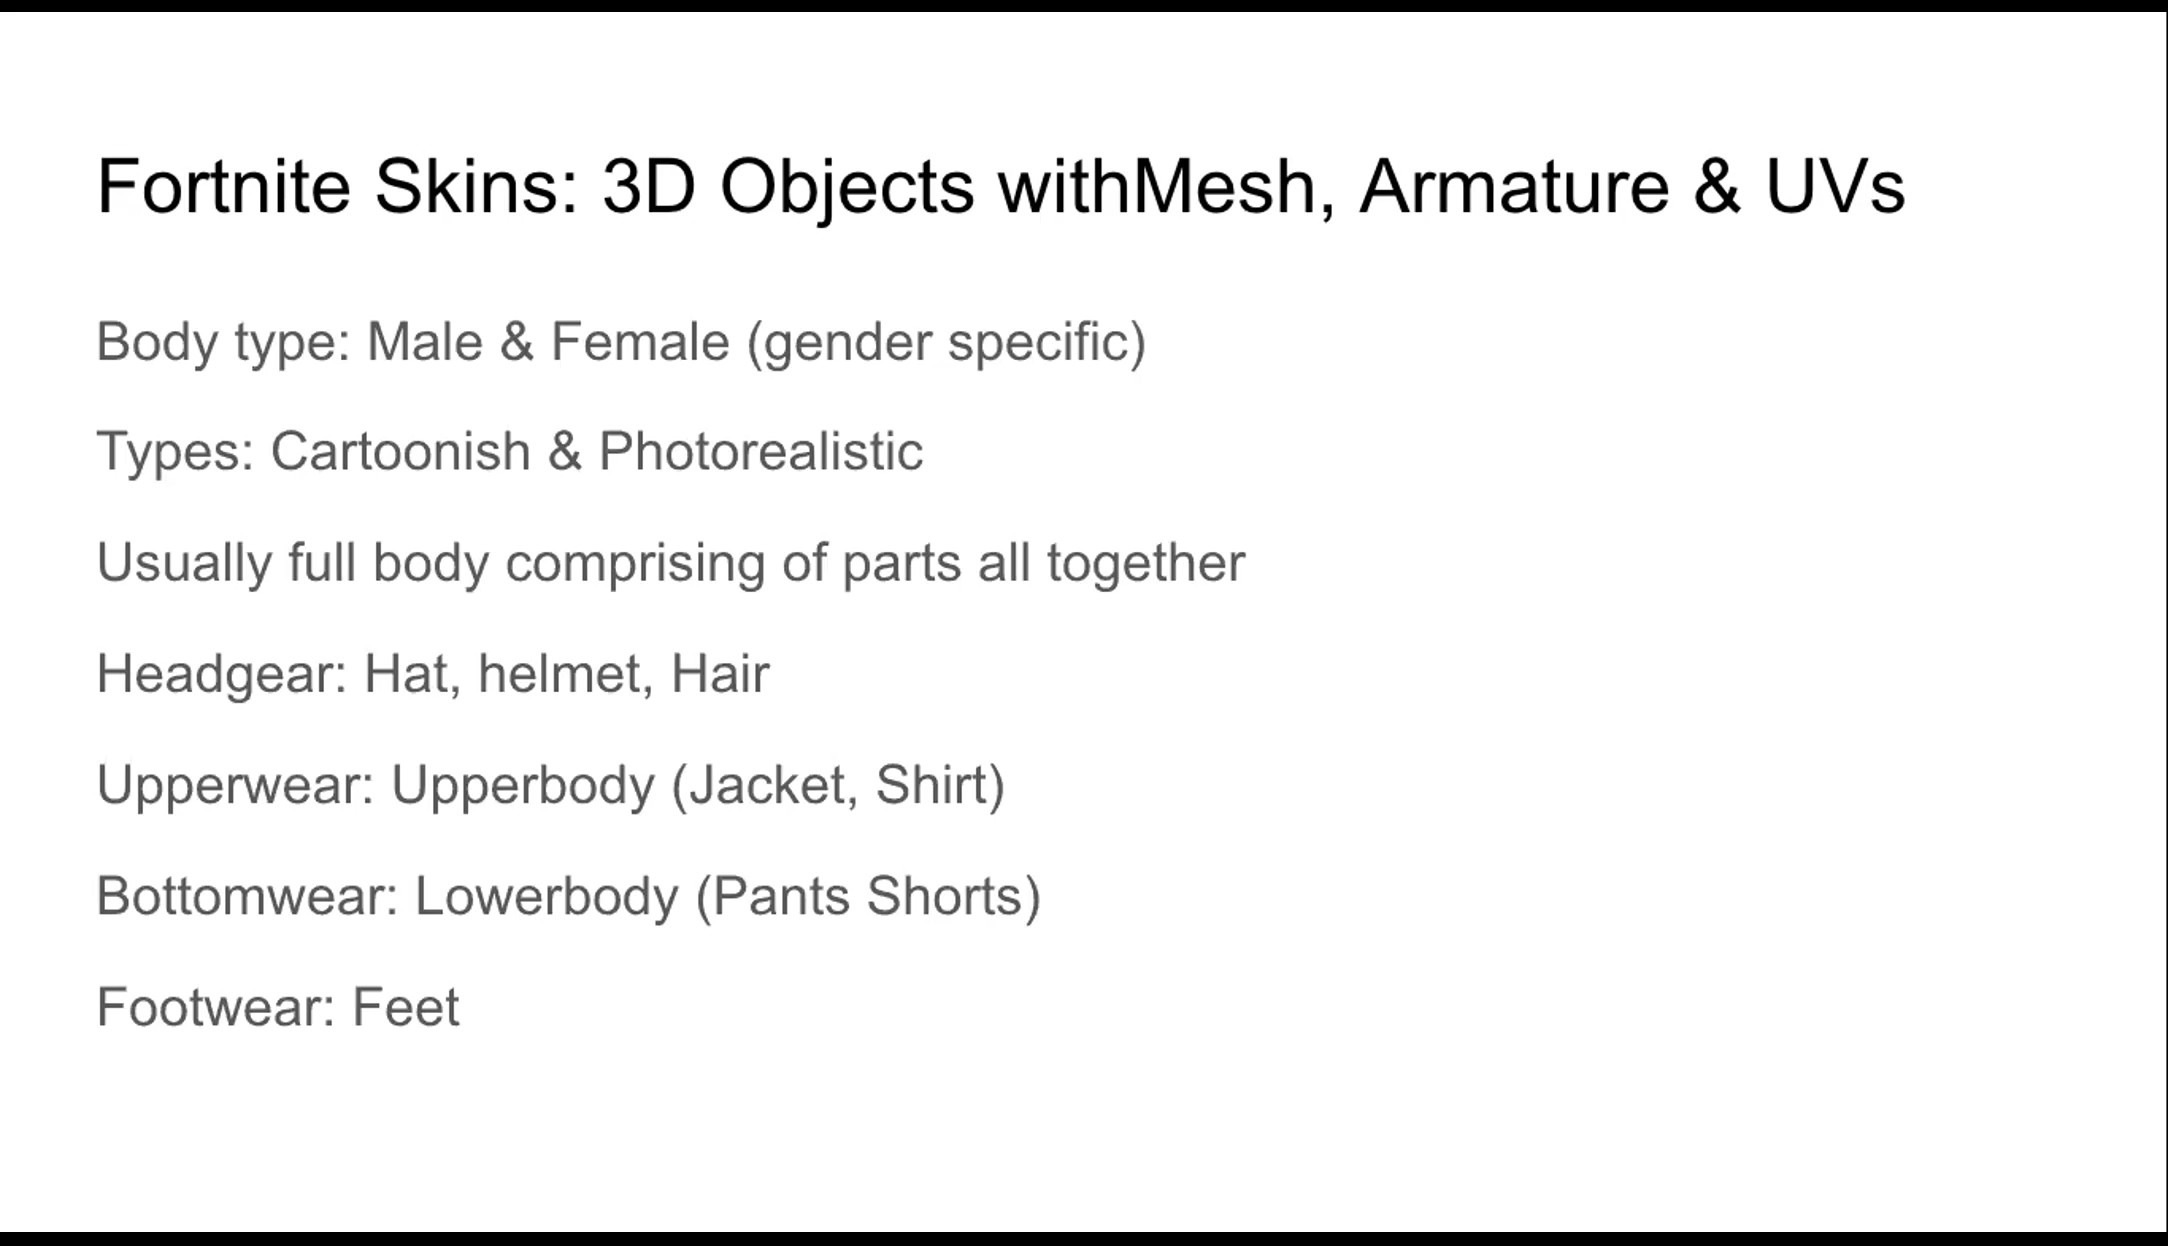 Fortnite Skins: 3D Objects withMesh, Armature & UVs
Body type: Male & Female (gender specific)
Types: Cartoonish & Photorealistic
Usually full body comprising of parts all together
Headgear: Hat, helmet, Hair
Upperwear: Upperbody (Jacket, Shirt)
Bottomwear: Lowerbody (Pants Shorts)
Footwear: Feet